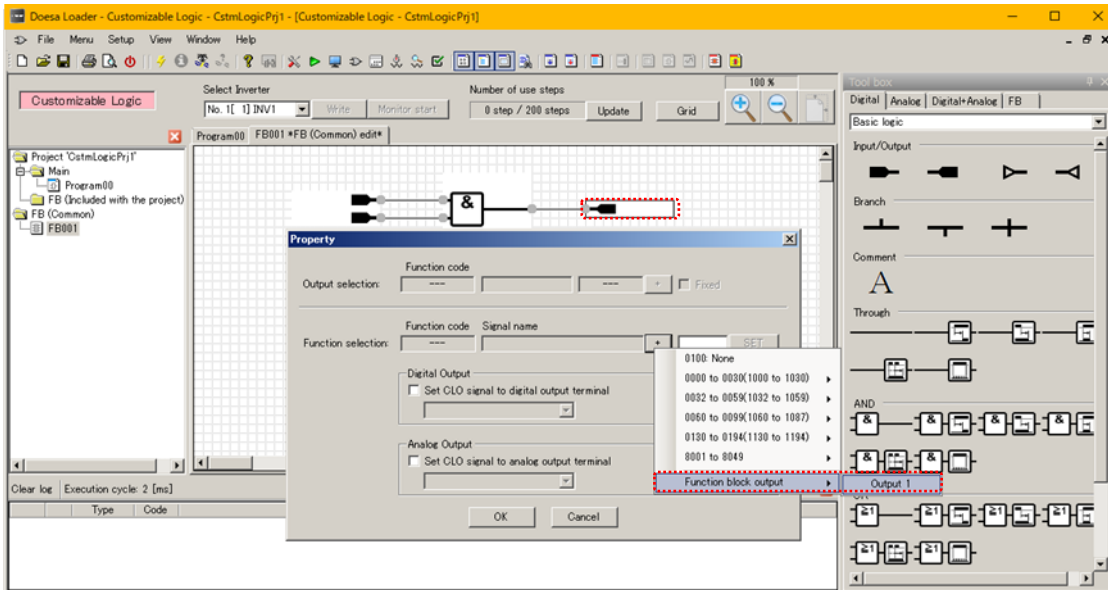 Doesa Loader - Customizable Logic - CstmLogicPrj1 - [Customizable Logic - CstmLogicPrj1]
File Menu Setup View Window Help
Customizable Logic
Select Inverter
No. 1[ 1] INV1
Write
Monitor start
Number of use steps
0 step / 200 steps
Update
Grid
100 %
Project "CstmLogicPrj1"
Main
Program00
FB (Included with the project)
FB (Common)
FB001
Program00
FB001 *FB (Common) edit*
&
Property
Function code
Output selection:
---
---
+
Fixed
Function code Signal name
Function selection:
---
+
SET
Digital Output
Set CLO signal to digital output terminal
Analog Output
Set CLO signal to analog output terminal
OK
Cancel
0100: None
0000 to 0030(1000 to 1030)
0032 to 0059(1032 to 1059)
0060 to 0099(1060 to 1087)
0130 to 0194(1130 to 1194)
8001 to 8049
Function block output
Output 1
Clear log
Execution cycle: 2 [ms]
Type Code
Tool box
Digital Analog Digital+Analog FB
Basic logic
Input/Output
Branch
Comment
A
Through
AND
& & & &
& &
OR
≥1 ≥1 ≥1 ≥1
≥1 ≥1